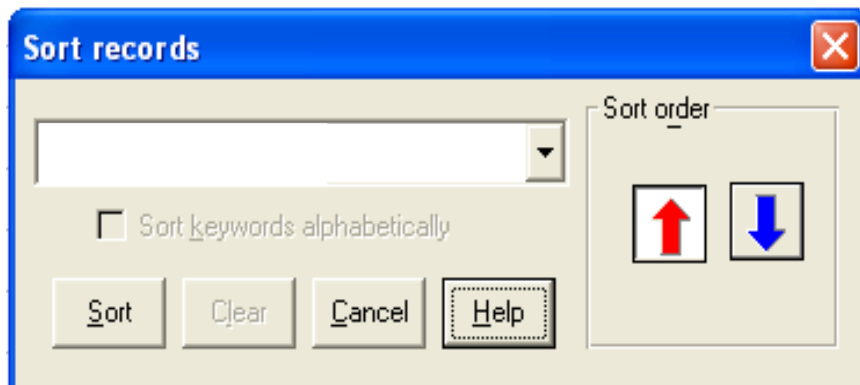 Sort records
Sort order
Sort keywords alphabetically
Sort
Clear
Cancel
Help